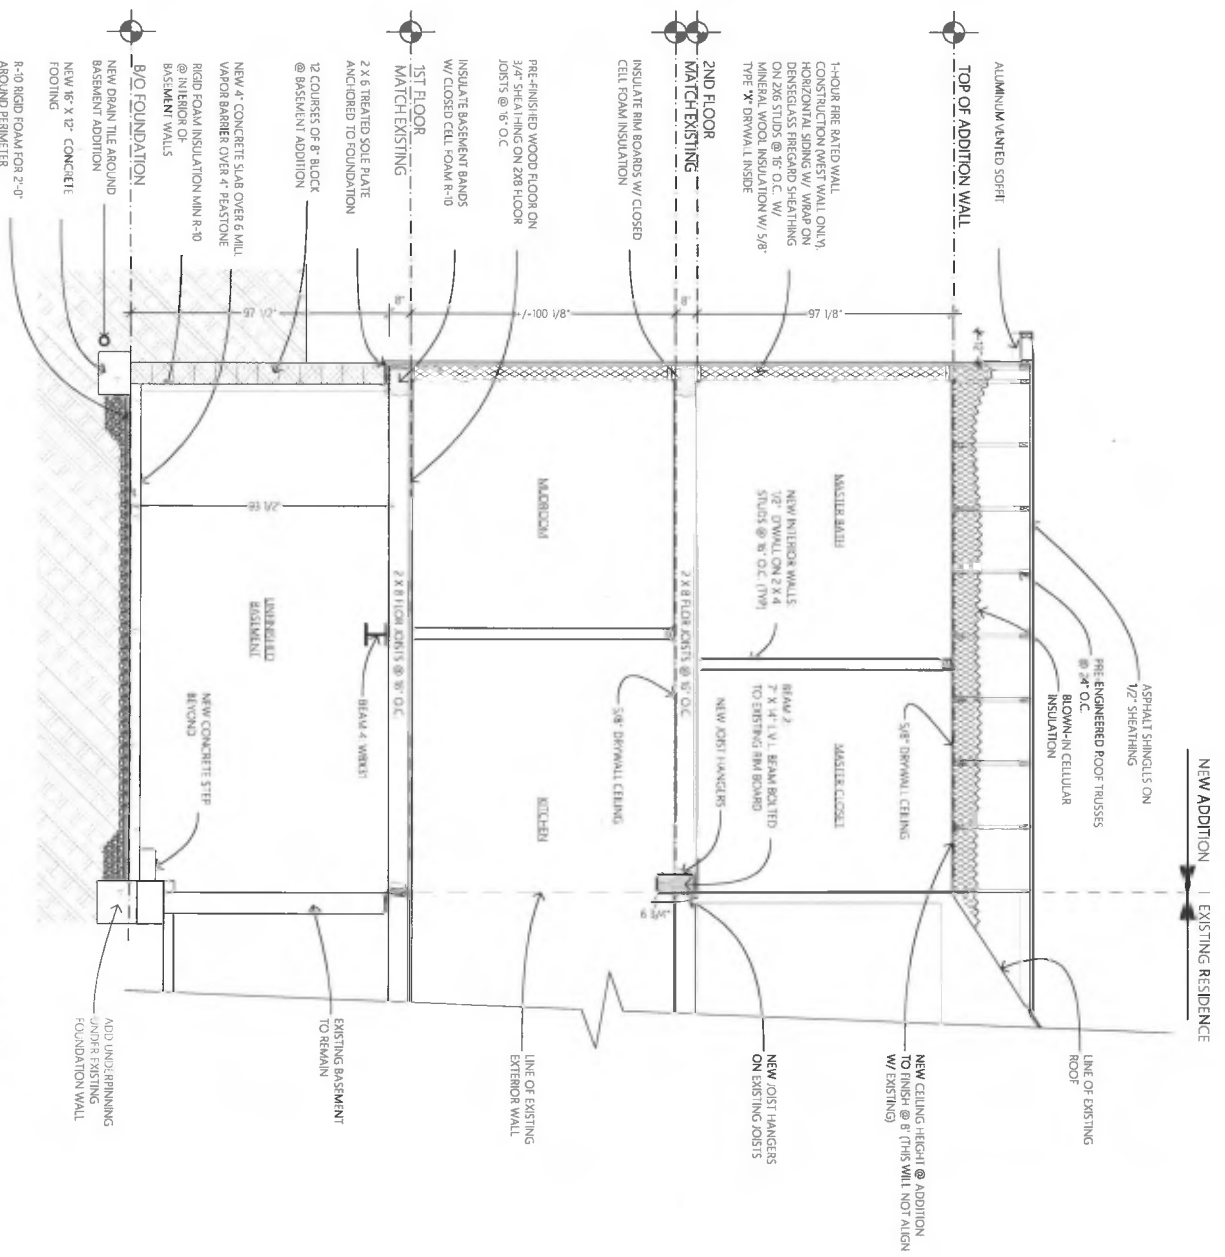 NEW ADDITION
EXISTING RESIDENCE
ALUMINUM VENTED SOFFIT
TOP OF ADDITION WALL
1-HOUR FIRE RATED WALL
CONSTRUCTION (WEST WALL ONLY).
HORIZONTAL SIDING W/ WRAP ON
DENSEGLASS FIREGARD SHEATHING
ON 2X6 STUDS @ 16" O.C. W/
MINERAL WOOL INSULATION W/ 5/8"
TYPE "X" DRYWALL INSIDE
2ND FLOOR
MATCH EXISTING
INSULATE RIM BOARDS W/ CLOSED
CELL FOAM INSULATION
PRE-FINISHED WOOD FLOOR ON
3/4" SHEATHING ON 2X8 FLOOR
JOISTS @ 16" O.C
INSULATE BASEMENT BANDS
W/ CLOSED CELL FOAM R-10
1ST FLOOR
MATCH EXISTING
2 X 6 TREATED SOLE PLATE
ANCHORED TO FOUNDATION
12 COURSES OF 8" BLOCK
@ BASEMENT ADDITION
NEW 4" CONCRETE SLAB OVER 6 MILL
VAPOR BARRIER OVER 4" PEASTONE
RIGID FOAM INSULATION MIN R-10
@ INTERIOR OF
BASEMENT WALLS
B/O FOUNDATION
NEW DRAIN TILE AROUND
BASEMENT ADDITION
NEW 16" X 12" CONCRETE
FOOTING
R-10 RIGID FOAM FOR 2'-0"
AROUND PERIMETER
97 1/8"
8"
+/-100 1/8"
8"
97 1/2"
12"
93 1/2"
ASPHALT SHINGLES ON
1/2" SHEATHING
PRE-ENGINEERED ROOF TRUSSES
@ 24" O.C.
BLOWN-IN CELLULAR
INSULATION
MASTER BATH
MASTER CLOSET
5/8" DRYWALL CEILING
NEW INTERIOR WALLS:
1/2" D'WALL ON 2 X 4
STUDS @ 16" O.C. (TYP)
BEAM 2
7" X 14" L.V.L. BEAM BOLTED
TO EXISTING RIM BOARD
NEW JOIST HANGERS
2 X 8 FLOR JOISTS @ 16" O.C
MUDROOM
KITCHEN
5/8" DRYWALL CEILING
2 X 8 FLOR JOISTS @ 16" O.C.
UNFINISHED
BASEMENT
NEW CONCRETE STEP
BEYOND
LINE OF EXISTING
ROOF
NEW CEILING HEIGHT @ ADDITION
TO FINISH @ 8' (THIS WILL NOT ALIGN
W/ EXISTING)
NEW JOIST HANGERS
ON EXISTING JOISTS
LINE OF EXISTING
EXTERIOR WALL
EXISTING BASEMENT
TO REMAIN
ADD UNDERPINNING
UNDER EXISTING
FOUNDATION WALL
BEAM 4